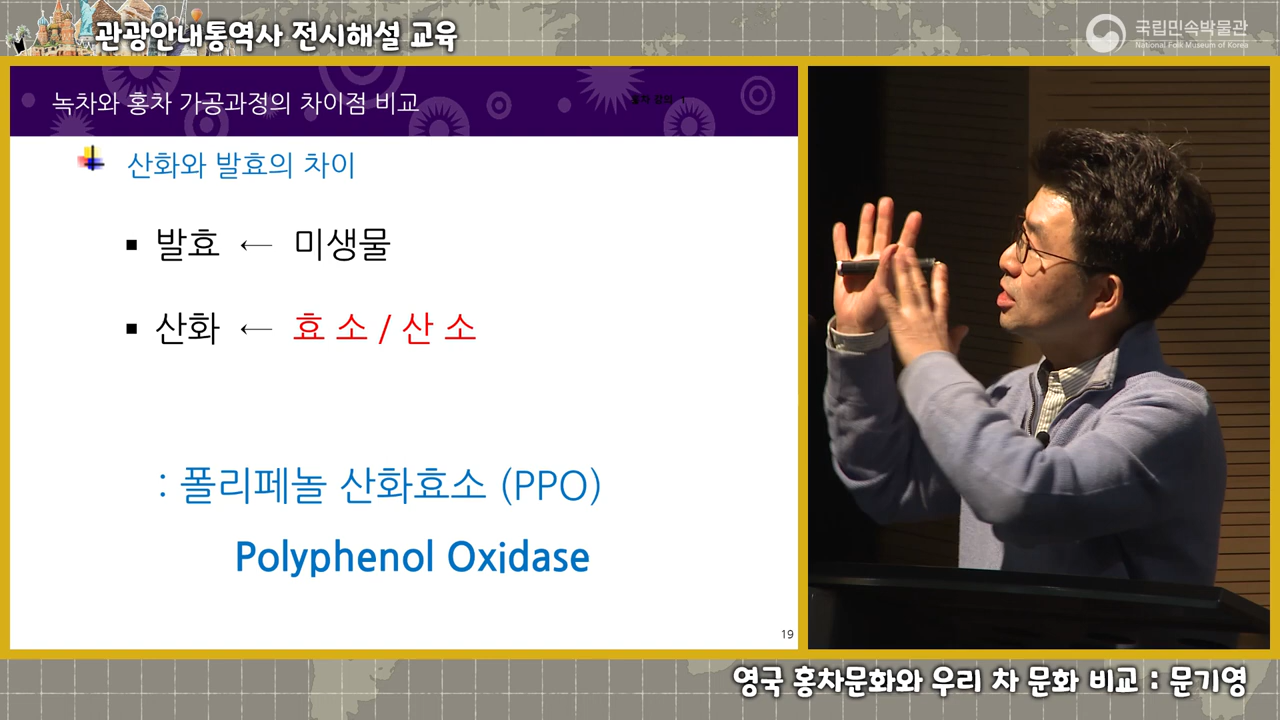 관광안내통역사 전시해설 교육
국립민속박물관
National Folk Museum of Korea
녹차와 홍차 가공과정의 차이점 비교
산화와 발효의 차이
▪ 발효 ← 미생물
▪ 산화 ← 효 소 / 산 소
: 폴리페놀 산화효소 (PPO)
Polyphenol Oxidase
19
영국 홍차문화와 우리 차 문화 비교 : 문기영